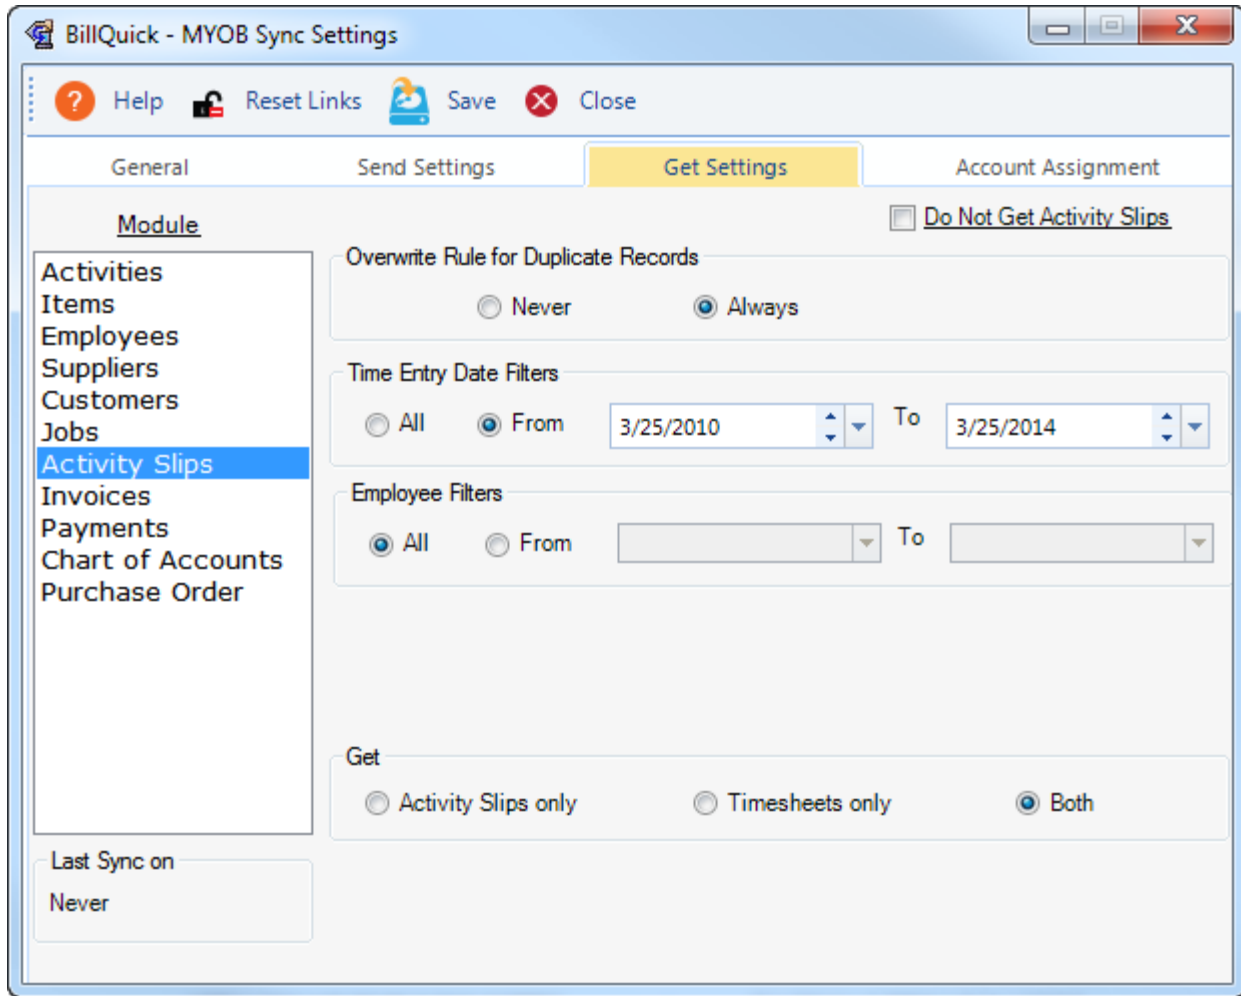 BillQuick - MYOB Sync Settings
Help Reset Links Save Close
General Send Settings Get Settings Account Assignment
Module
Do Not Get Activity Slips
Activities
Items
Employees
Suppliers
Customers
Jobs
Activity Slips
Invoices
Payments
Chart of Accounts
Purchase Order
Overwrite Rule for Duplicate Records
Never Always
Time Entry Date Filters
All From 3/25/2010 To 3/25/2014
Employee Filters
All From To
Get
Activity Slips only Timesheets only Both
Last Sync on
Never